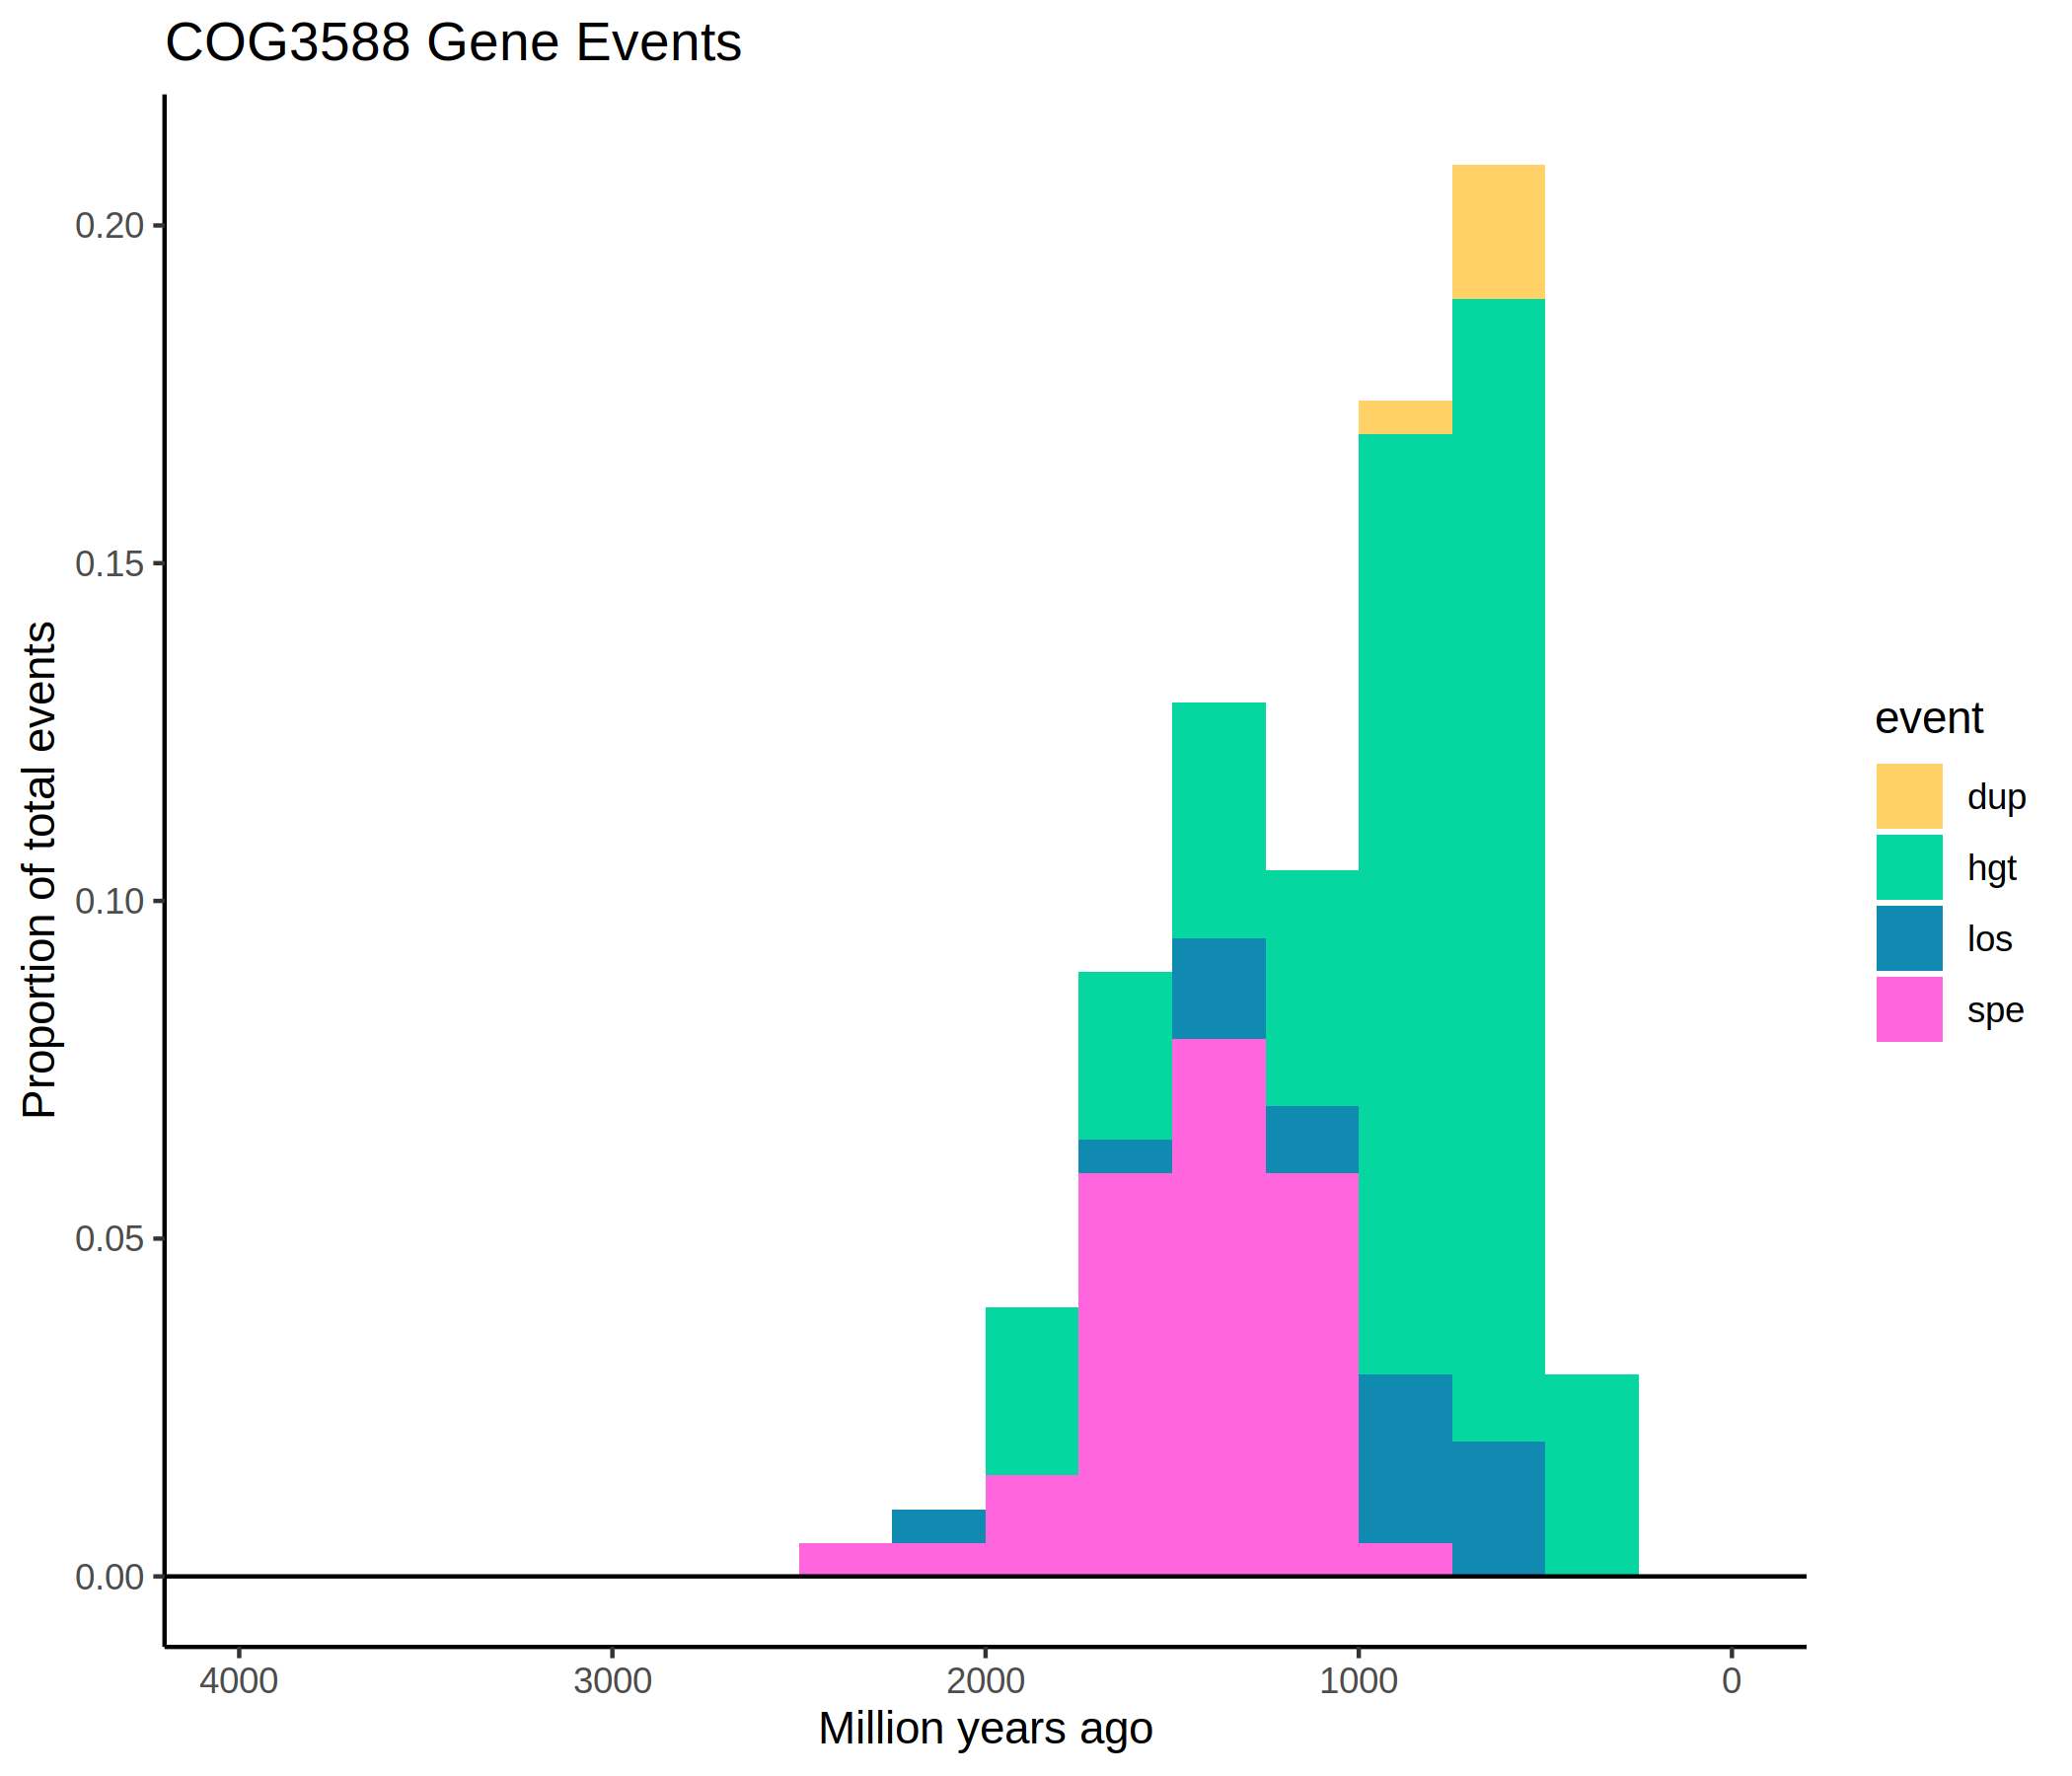 COG3588 Gene Events
Proportion of total events
0.20
0.15
0.10
0.05
0.00
4000 3000 2000 1000 0
Million years ago
event
dup
hgt
los
spe